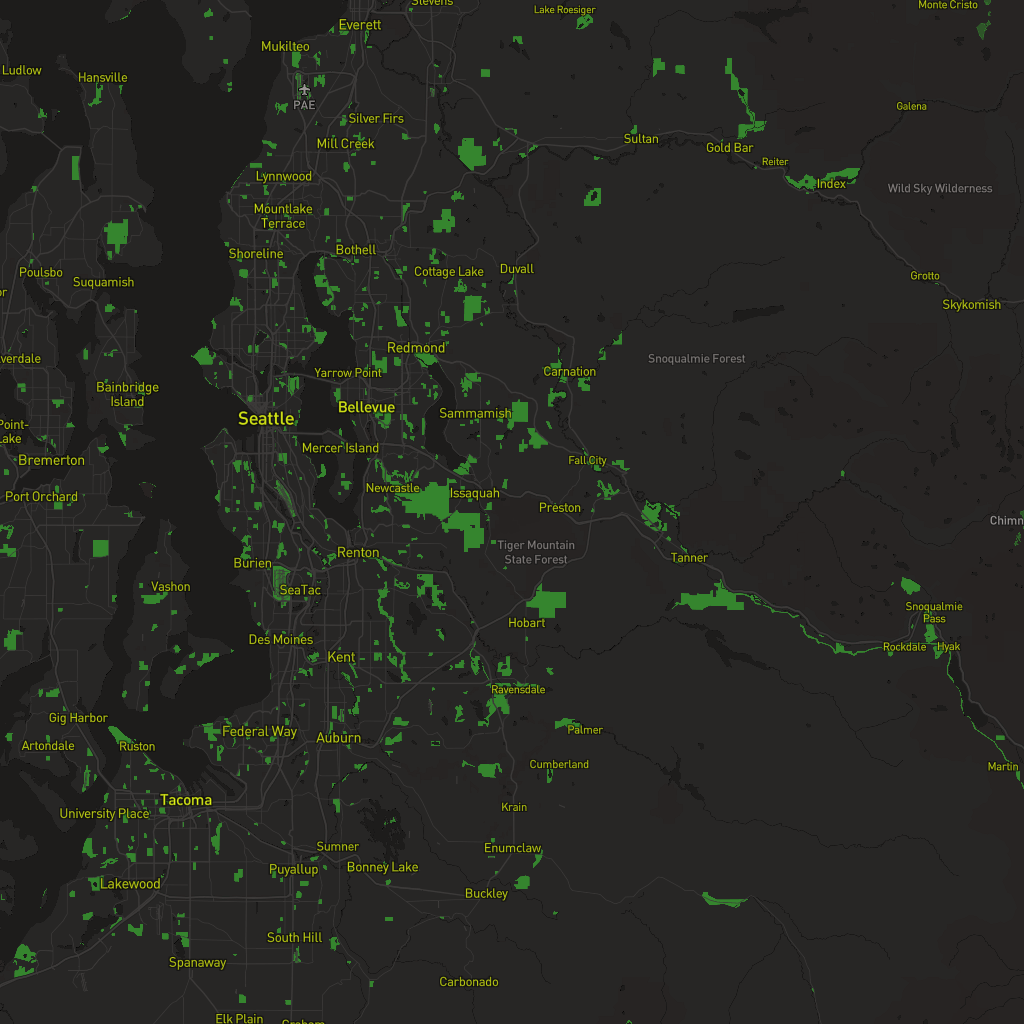 Stevens
Lake Roesiger
Monte Cristo
Everett
Mukilteo
Ludlow
Hansville
PAE
Galena
Silver Firs
Sultan
Mill Creek
Gold Bar
Reiter
Lynnwood
Index
Wild Sky Wilderness
Mountlake
Terrace
Bothell
Shoreline
Poulsbo
Suquamish
Cottage Lake
Duvall
Grotto
Skykomish
Redmond
verdale
Snoqualmie Forest
Yarrow Point
Carnation
Bainbridge
Island
Bellevue
Seattle
Sammamish
Point-
Lake
Mercer Island
Bremerton
Fall City
Newcastle
Issaquah
Port Orchard
Preston
Chimn
Tiger Mountain
State Forest
Renton
Tanner
Burien
Vashon
SeaTac
Snoqualmie
Pass
Hobart
Des Moines
Rockdale
Hyak
Kent
Ravensdale
Gig Harbor
Federal Way
Palmer
Auburn
Artondale
Ruston
Cumberland
Martin
Tacoma
University Place
Krain
Sumner
Enumclaw
Puyallup
Bonney Lake
Lakewood
Buckley
South Hill
Spanaway
Carbonado
Elk Plain
Graham